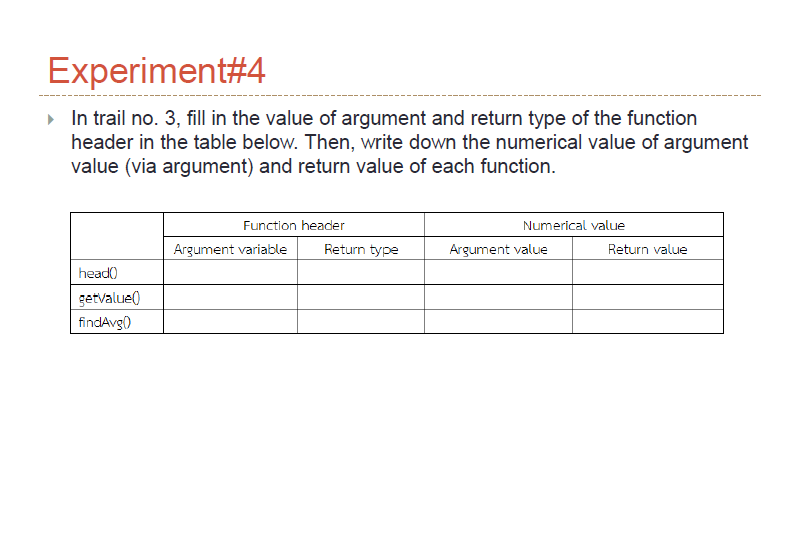 Experiment#4
In trail no. 3, fill in the value of argument and return type of the function
header in the table below. Then, write down the numerical value of argument
value (via argument) and return value of each function.
Function header Numerical value
Argument variable Return type Argument value Return value
head()
getValue()
findAvg()